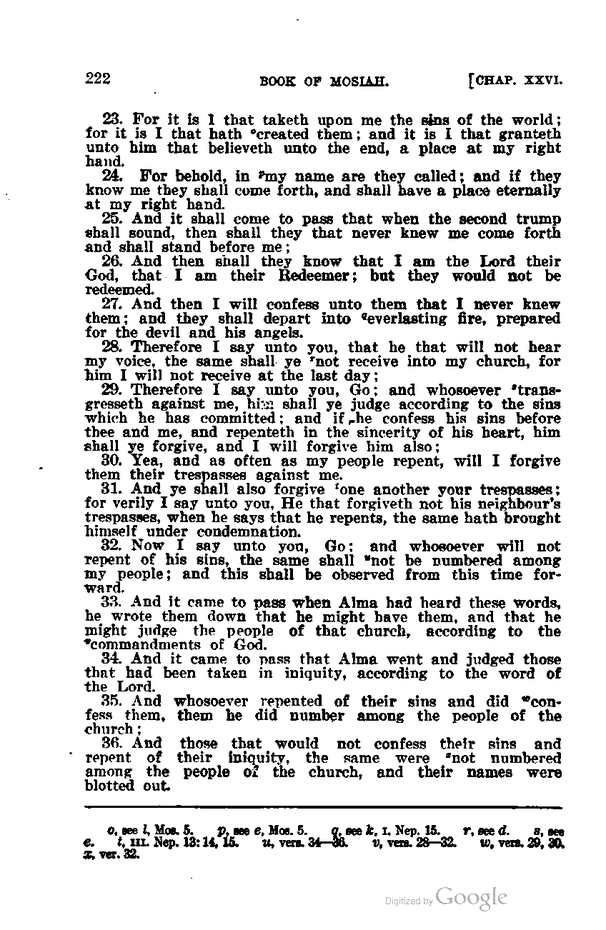 222 BOOK OF MOSIAH. [CHAP. XXVI.
23. For it is I that taketh upon me the sins of the world;
for it is I that hath ᵒcreated them; and it is I that granteth
unto him that believeth unto the end, a place at my right
hand.
24. For behold, in ᵖmy name are they called; and if they
know me they shall come forth, and shall have a place eternally
at my right hand.
25. And it shall come to pass that when the second trump
shall sound, then shall they that never knew me come forth
and shall stand before me;
26. And then shall they know that I am the Lord their
God, that I am their Redeemer; but they would not be
redeemed.
27. And then I will confess unto them that I never knew
them; and they shall depart into qeverlasting fire, prepared
for the devil and his angels.
28. Therefore I say unto you, that he that will not hear
my voice, the same shall ye ʳnot receive into my church, for
him I will not receive at the last day;
29. Therefore I say unto you, Go; and whosoever ˢtrans-
gresseth against me, him shall ye judge according to the sins
which he has committed; and if he confess his sins before
thee and me, and repenteth in the sincerity of his heart, him
shall ye forgive, and I will forgive him also;
30. Yea, and as often as my people repent, will I forgive
them their trespasses against me.
31. And ye shall also forgive ᵗone another your trespasses;
for verily I say unto you, He that forgiveth not his neighbour's
trespasses, when he says that he repents, the same hath brought
himself under condemnation.
32. Now I say unto you, Go; and whosoever will not
repent of his sins, the same shall ᵘnot be numbered among
my people; and this shall be observed from this time for-
ward.
33. And it came to pass when Alma had heard these words,
he wrote them down that he might have them, and that he
might judge the people of that church, according to the
ᵛcommandments of God.
34. And it came to pass that Alma went and judged those
that had been taken in iniquity, according to the word of
the Lord.
35. And whosoever repented of their sins and did ʷcon-
fess them, them he did number among the people of the
church;
36. And those that would not confess their sins and
repent of their iniquity, the same were ˣnot numbered
among the people of the church, and their names were
blotted out.
o, see l, Mos. 5. p, see e, Mos. 5. q, see k, I. Nep. 15. r, see d. s, see
e. t, III. Nep. 13:14, 15. u, vers. 34—36. v, vers. 28—32. w, vers. 29, 30.
x, ver. 32.
Digitized by Google